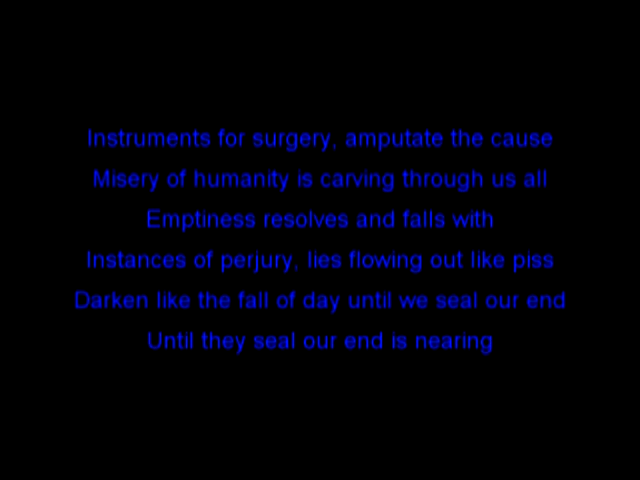 Instruments for surgery, amputate the cause
Misery of humanity is carving through us all
Emptiness resolves and falls with
Instances of perjury, lies flowing out like piss
Darken like the fall of day until we seal our end
Until they seal our end is nearing